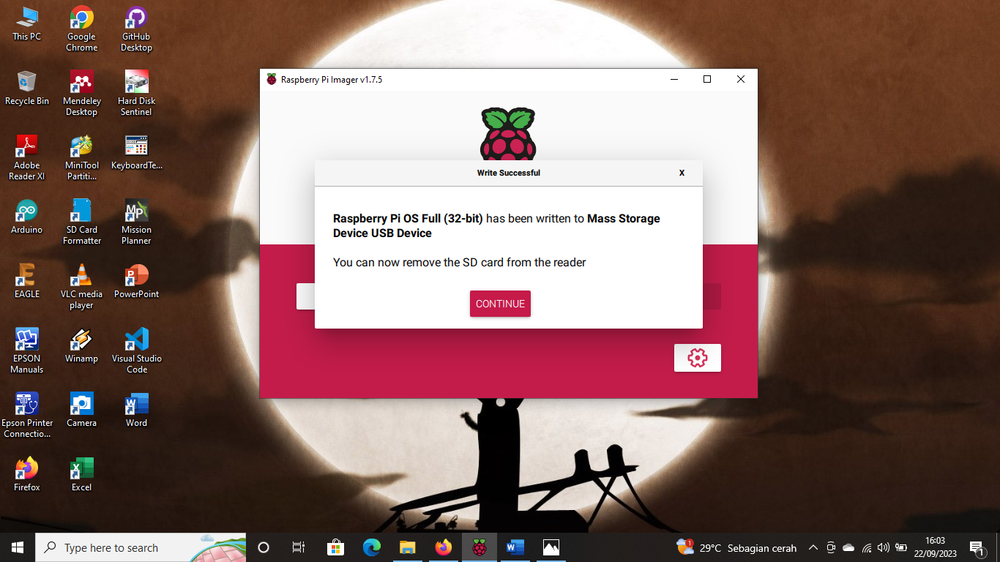 This PC
Google
Chrome
GitHub
Desktop
Recycle Bin
Mendeley
Desktop
Hard Disk
Sentinel
Adobe
Reader XI
MiniTool
Partiti...
KeyboardTe...
Arduino
SD Card
Formatter
MP
Mission
Planner
EAGLE
VLC media
player
PowerPoint
EPSON
Manuals
Winamp
Visual Studio
Code
Epson Printer
Connectio...
Camera
Word
Firefox
Excel
Raspberry Pi Imager v1.7.5
Write Successful
X
Raspberry Pi OS Full (32-bit) has been written to Mass Storage
Device USB Device
You can now remove the SD card from the reader
CONTINUE
Type here to search
1
29°C Sebagian cerah
16:03
22/09/2023
1